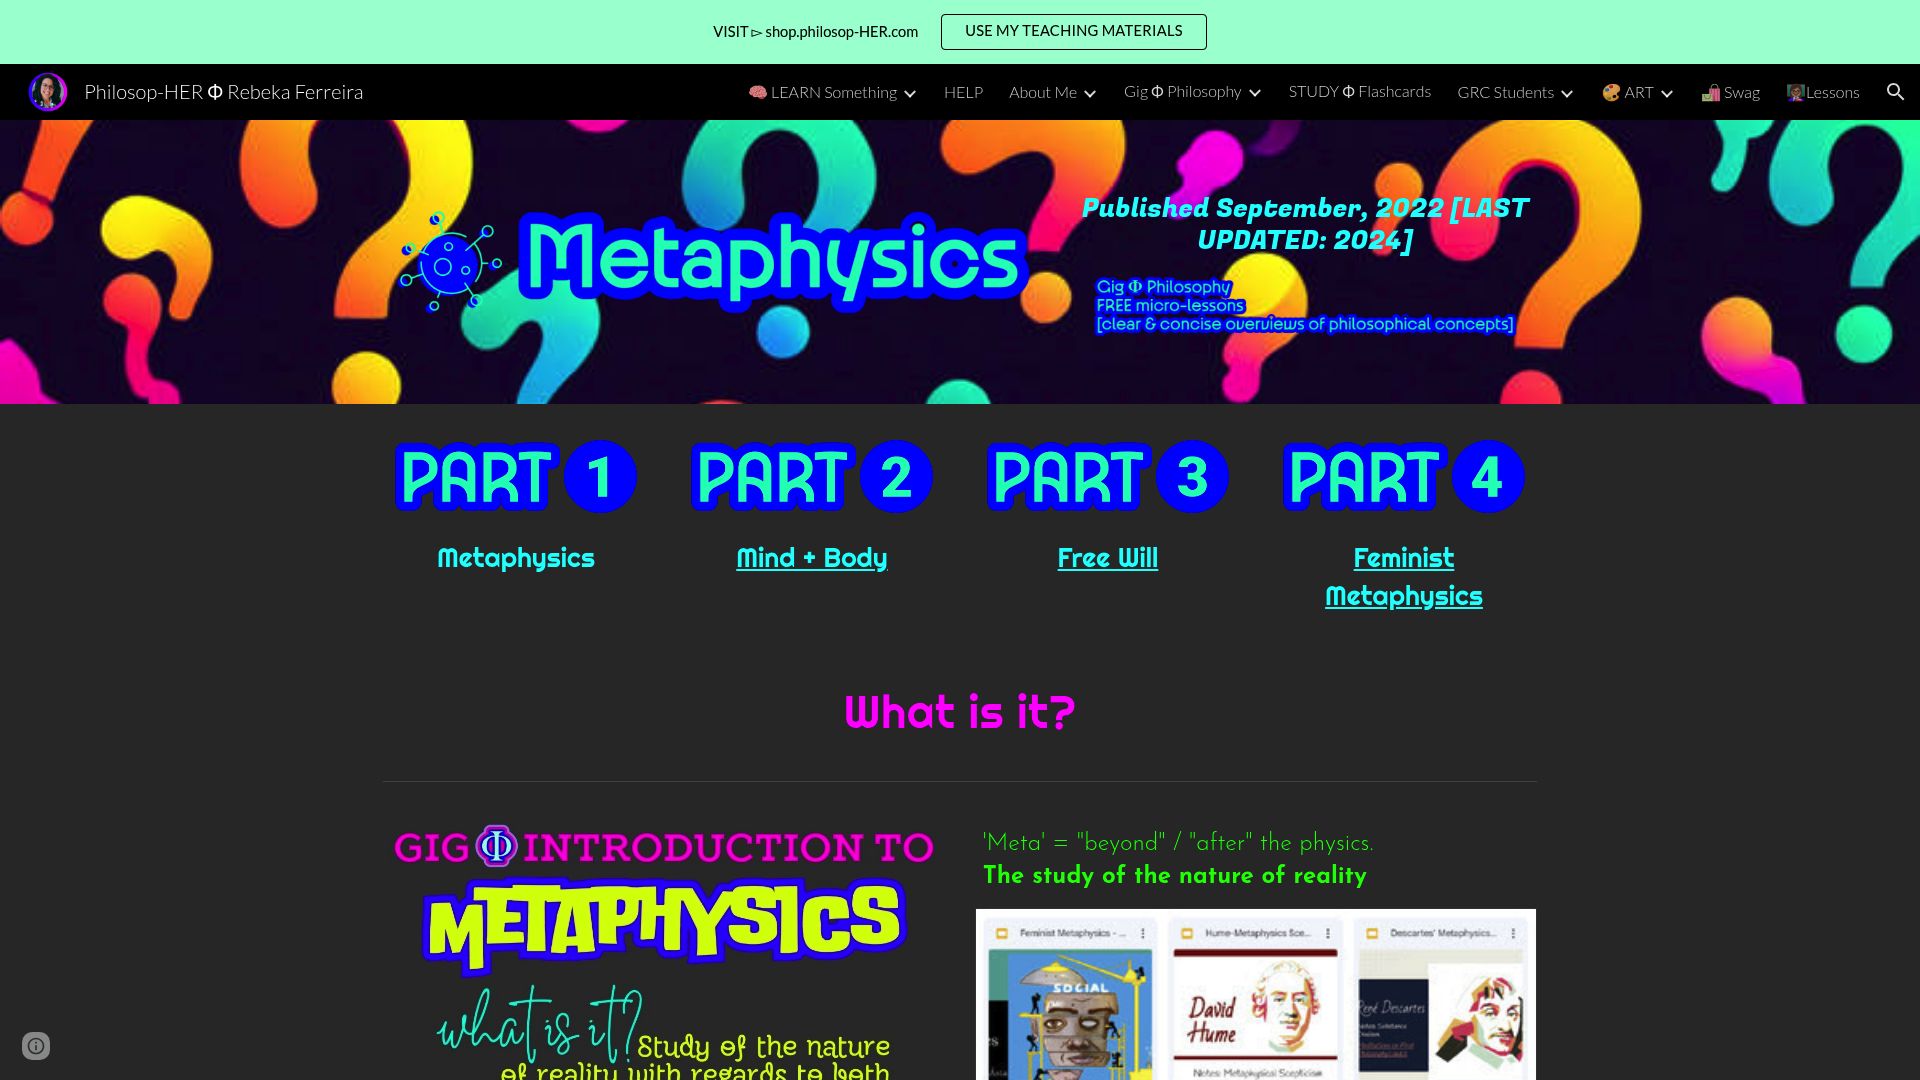 VISIT ▻ shop.philosop-HER.com
USE MY TEACHING MATERIALS
Philosop-HER Φ Rebeka Ferreira
🧠 LEARN Something
HELP
About Me
Gig Φ Philosophy
STUDY Φ Flashcards
GRC Students
🎨 ART
🛍️ Swag
👩🏽‍🏫Lessons
Metaphysics
Published September, 2022 [LAST
UPDATED: 2024]
Gig Φ Philosophy
FREE micro-lessons
[clear & concise overviews of philosophical concepts]
PART 1
PART 2
PART 3
PART 4
Metaphysics
Mind + Body
Free Will
Feminist
Metaphysics
What is it?
GIG Φ INTRODUCTION TO
METAPHYSICS
what is it?
Study of the nature
of reality with regards to both
'Meta' = "beyond" / "after" the physics.
The study of the nature of reality
Feminist Metaphysics - ...
Hume-Metaphysics Sce...
Descartes' Metaphysics...
SOCIAL
David
Hume
Notes: Metaphysical Scepticism
René Descartes